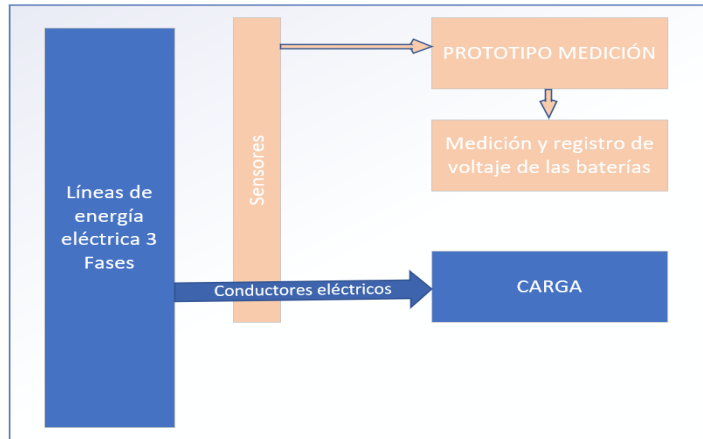 Líneas de
energía
eléctrica 3
Fases
Sensores
Conductores eléctricos
PROTOTIPO MEDICIÓN
Medición y registro de
voltaje de las baterías
CARGA